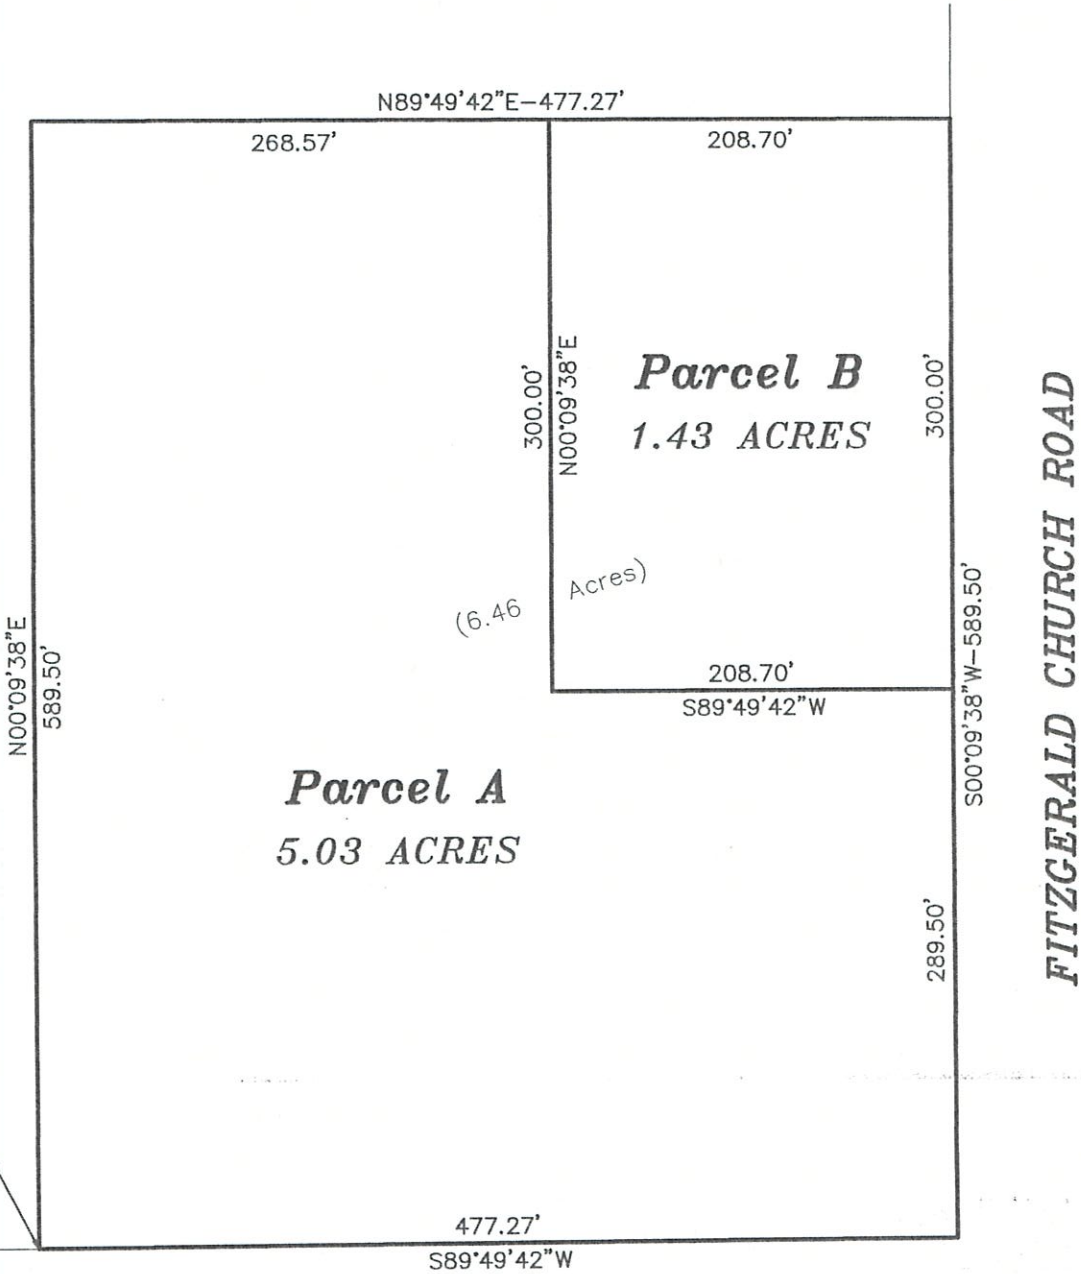 N89°49'42"E–477.27'
268.57'
208.70'
300.00'
N00°09'38"E
Parcel B
1.43 ACRES
300.00'
(6.46 Acres)
208.70'
S89°49'42"W
N00°09'38"E
589.50'
S00°09'38"W–589.50'
FITZGERALD CHURCH ROAD
Parcel A
5.03 ACRES
289.50'
477.27'
S89°49'42"W